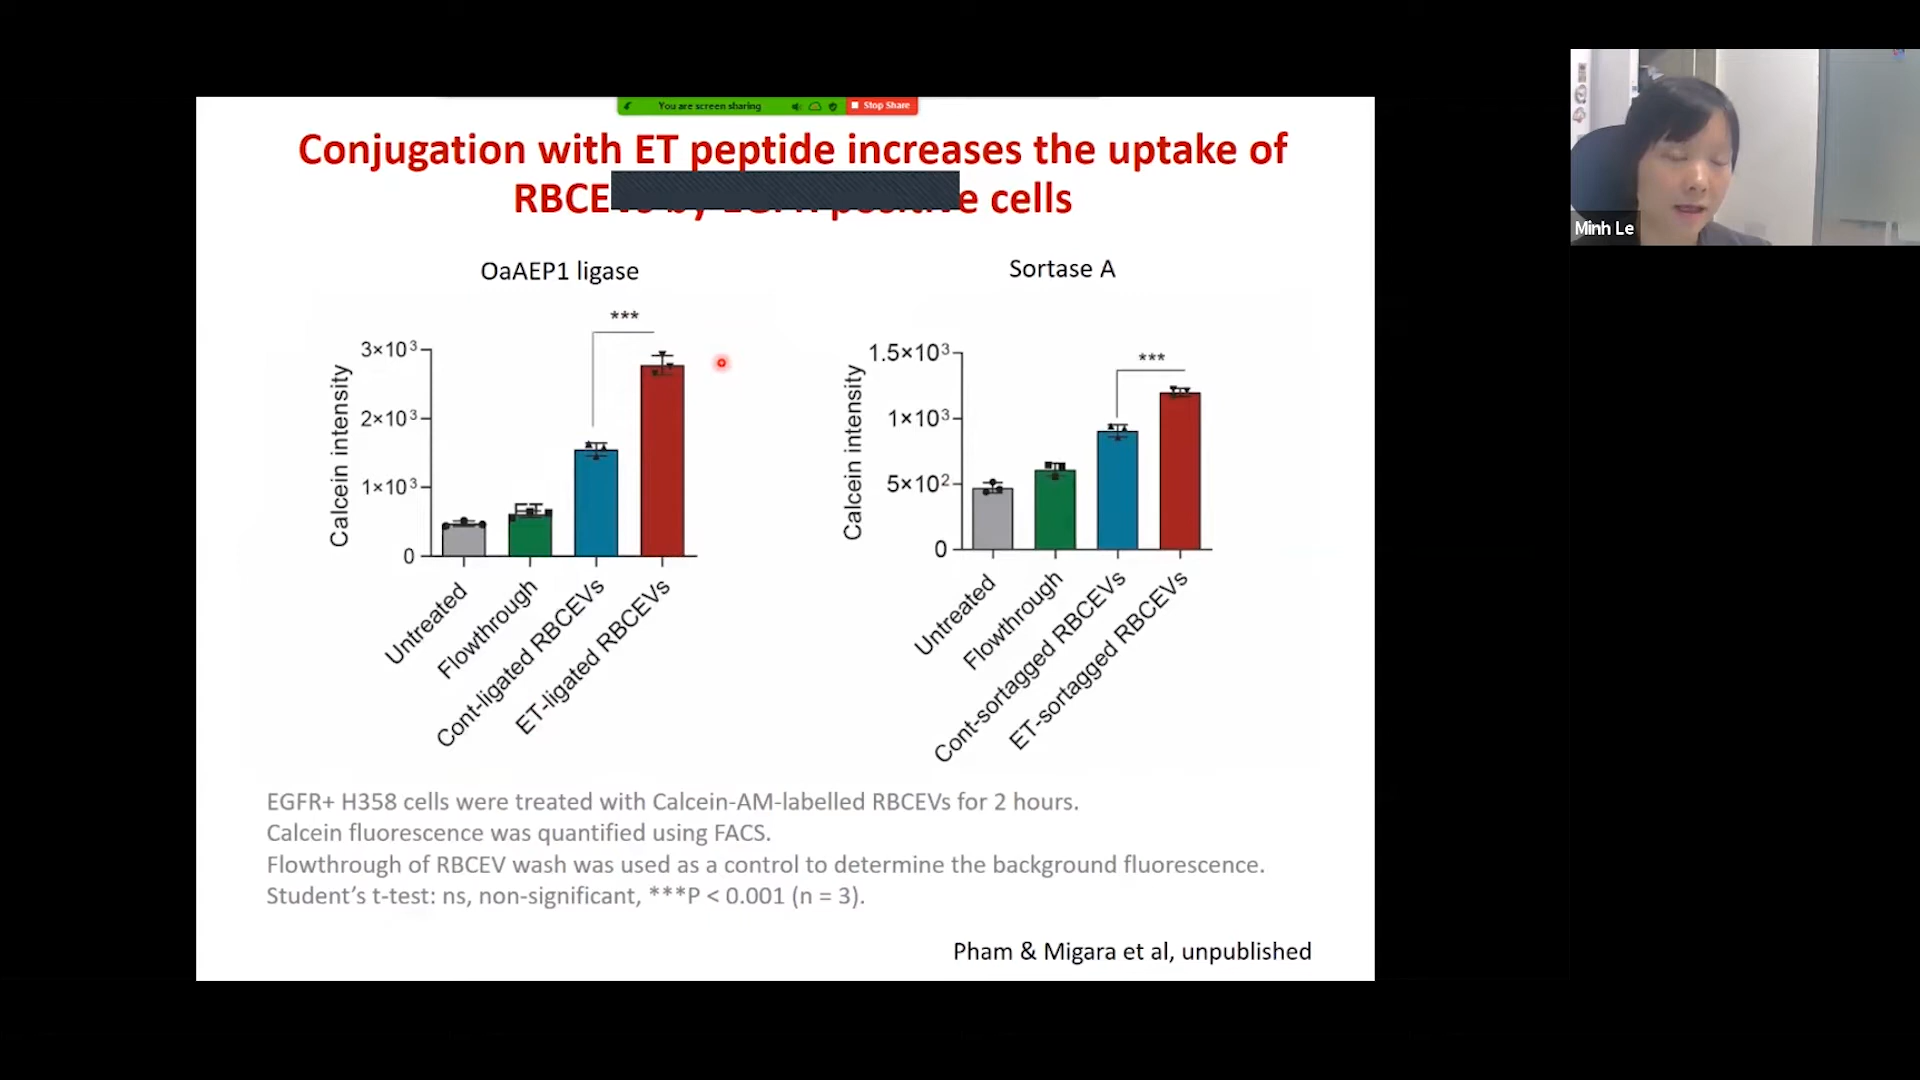 You are screen sharing
Stop Share
Conjugation with ET peptide increases the uptake of
RBCEVs by EGFR positive cells
OaAEP1 ligase
Sortase A
***
3×10³
2×10³
1×10³
0
Calcein intensity
Untreated
Flowthrough
Cont-ligated RBCEVs
ET-ligated RBCEVs
***
1.5×10³
1×10³
5×10²
0
Calcein intensity
Untreated
Flowthrough
Cont-sortagged RBCEVs
ET-sortagged RBCEVs
EGFR+ H358 cells were treated with Calcein-AM-labelled RBCEVs for 2 hours.
Calcein fluorescence was quantified using FACS.
Flowthrough of RBCEV wash was used as a control to determine the background fluorescence.
Student’s t-test: ns, non-significant, ***P < 0.001 (n = 3).
Pham & Migara et al, unpublished
Minh Le